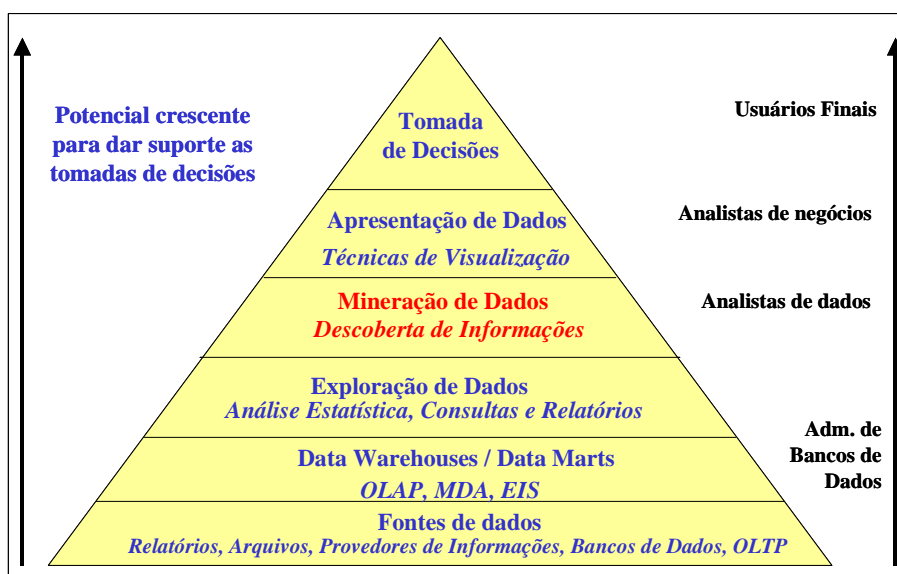 Potencial crescente
para dar suporte as
tomadas de decisões
Tomada
de Decisões
Usuários Finais
Apresentação de Dados
Técnicas de Visualização
Analistas de negócios
Mineração de Dados
Descoberta de Informações
Analistas de dados
Exploração de Dados
Análise Estatística, Consultas e Relatórios
Data Warehouses / Data Marts
OLAP, MDA, EIS
Adm. de
Bancos de
Dados
Fontes de dados
Relatórios, Arquivos, Provedores de Informações, Bancos de Dados, OLTP